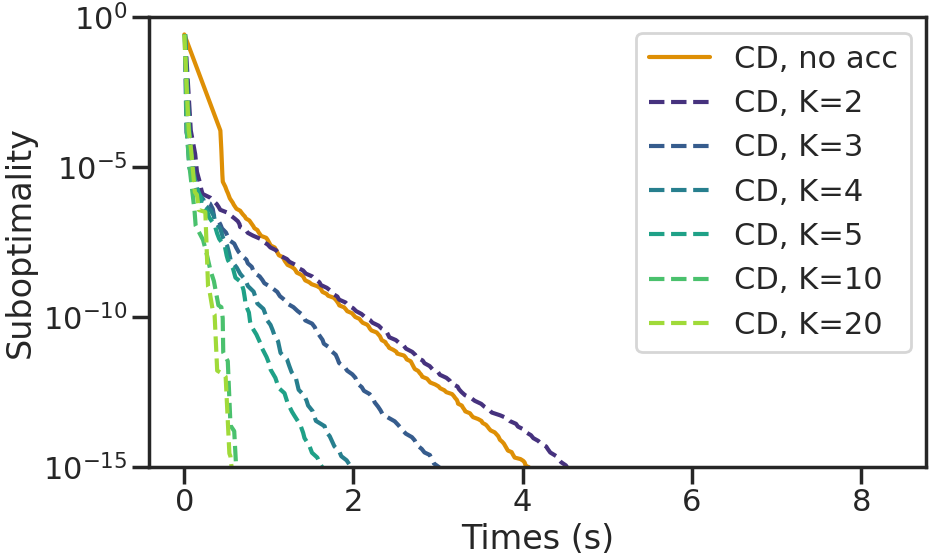 Suboptimality
10^0
10^-5
10^-10
10^-15
0 2 4 6 8
Times (s)
CD, no acc
CD, K=2
CD, K=3
CD, K=4
CD, K=5
CD, K=10
CD, K=20